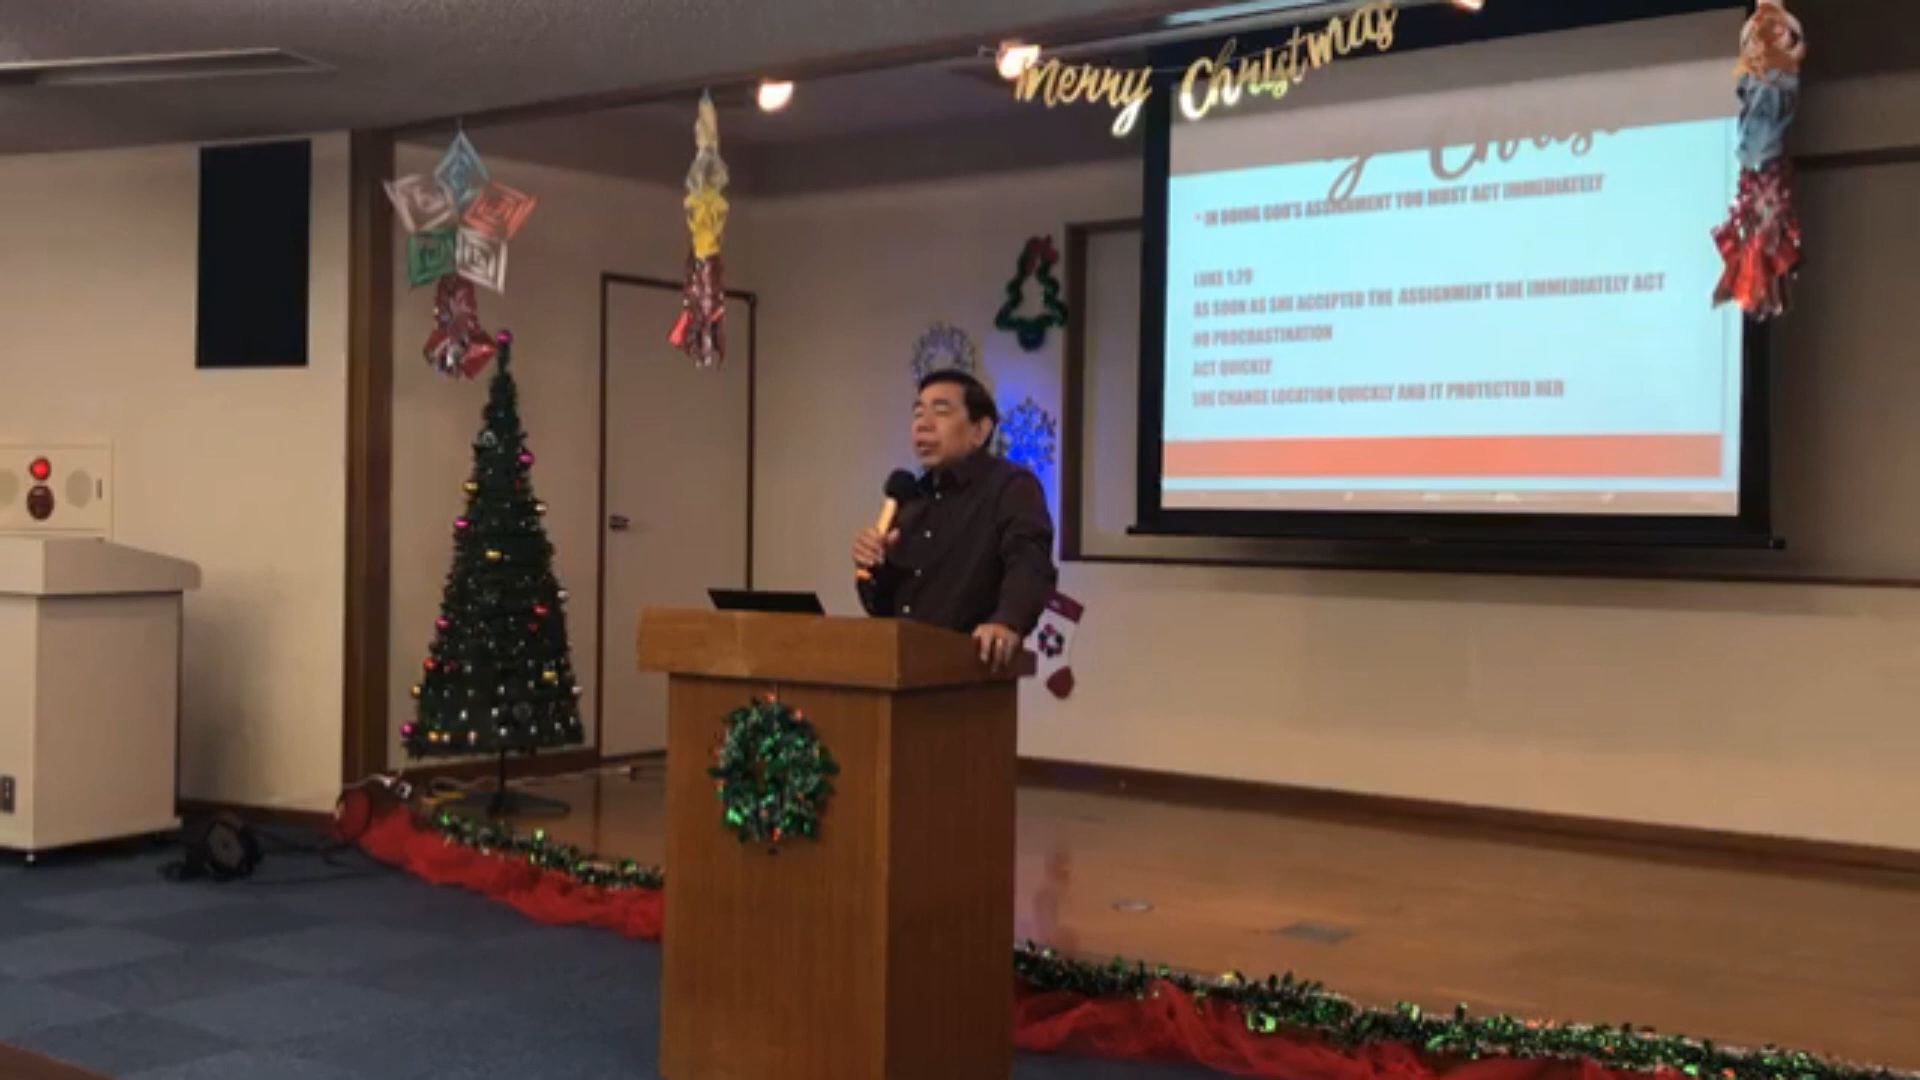 Merry Christmas
• IN DOING GOD'S ASSIGNMENT YOU MUST ACT IMMEDIATELY
LUKE 1:29
AS SOON AS SHE ACCEPTED THE ASSIGNMENT SHE IMMEDIATELY ACT
NO PROCRASTINATION
ACT QUICKLY
SHE CHANGE LOCATION QUICKLY AND IT PROTECTED HER